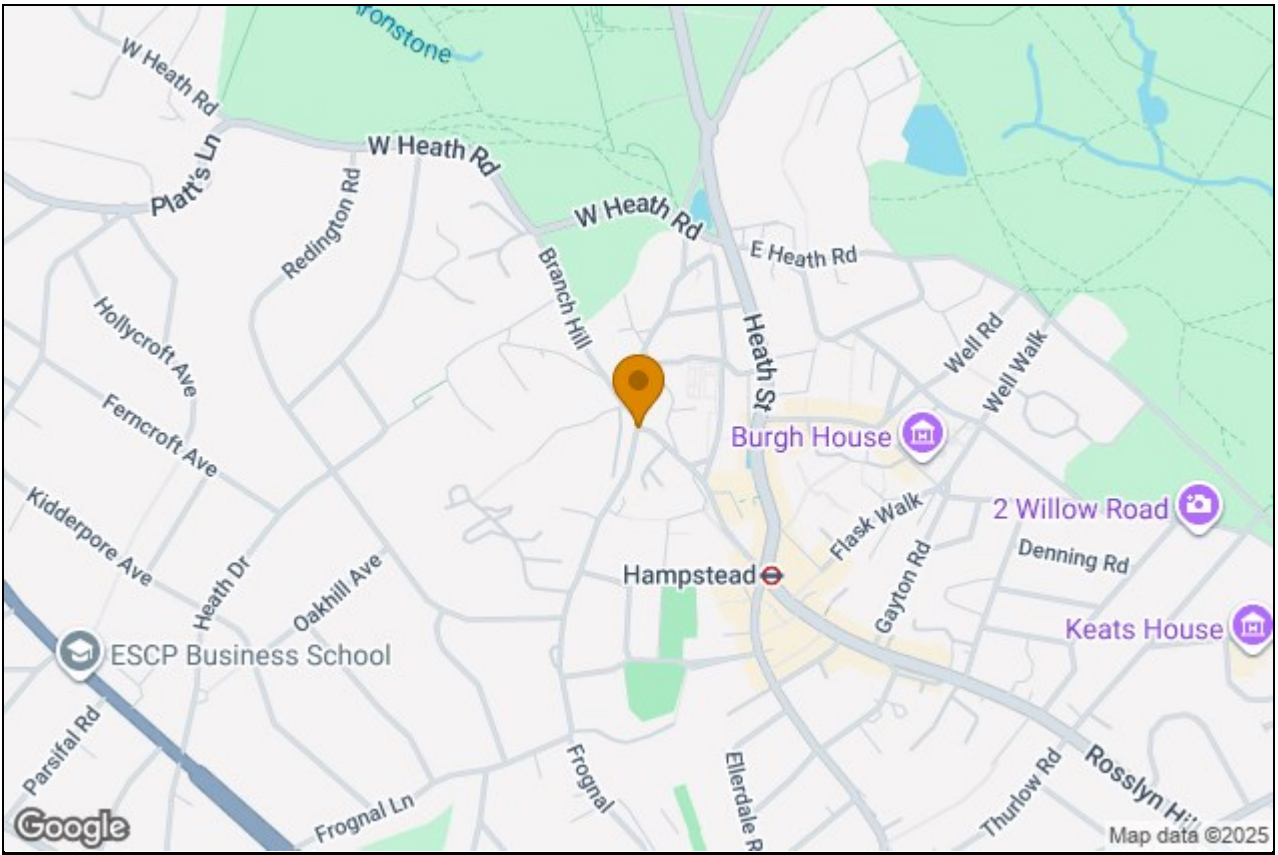 ronstone
W Heath Rd
W Heath Rd
Platt's Ln
W Heath Rd
Redington Rd
E Heath Rd
Branch Hill
Hollycroft Ave
Heath St
Well Rd
Well Walk
Ferncroft Ave
Burgh House
Kidderpore Ave
2 Willow Road
Flask Walk
Denning Rd
Hampstead
Heath Dr
Oakhill Ave
Gayton Rd
Keats House
ESCP Business School
Parsifal Rd
Frognal
Ellerdale R
Thurlow Rd
Rosslyn Hil
Frognal Ln
Google
Map data ©2025